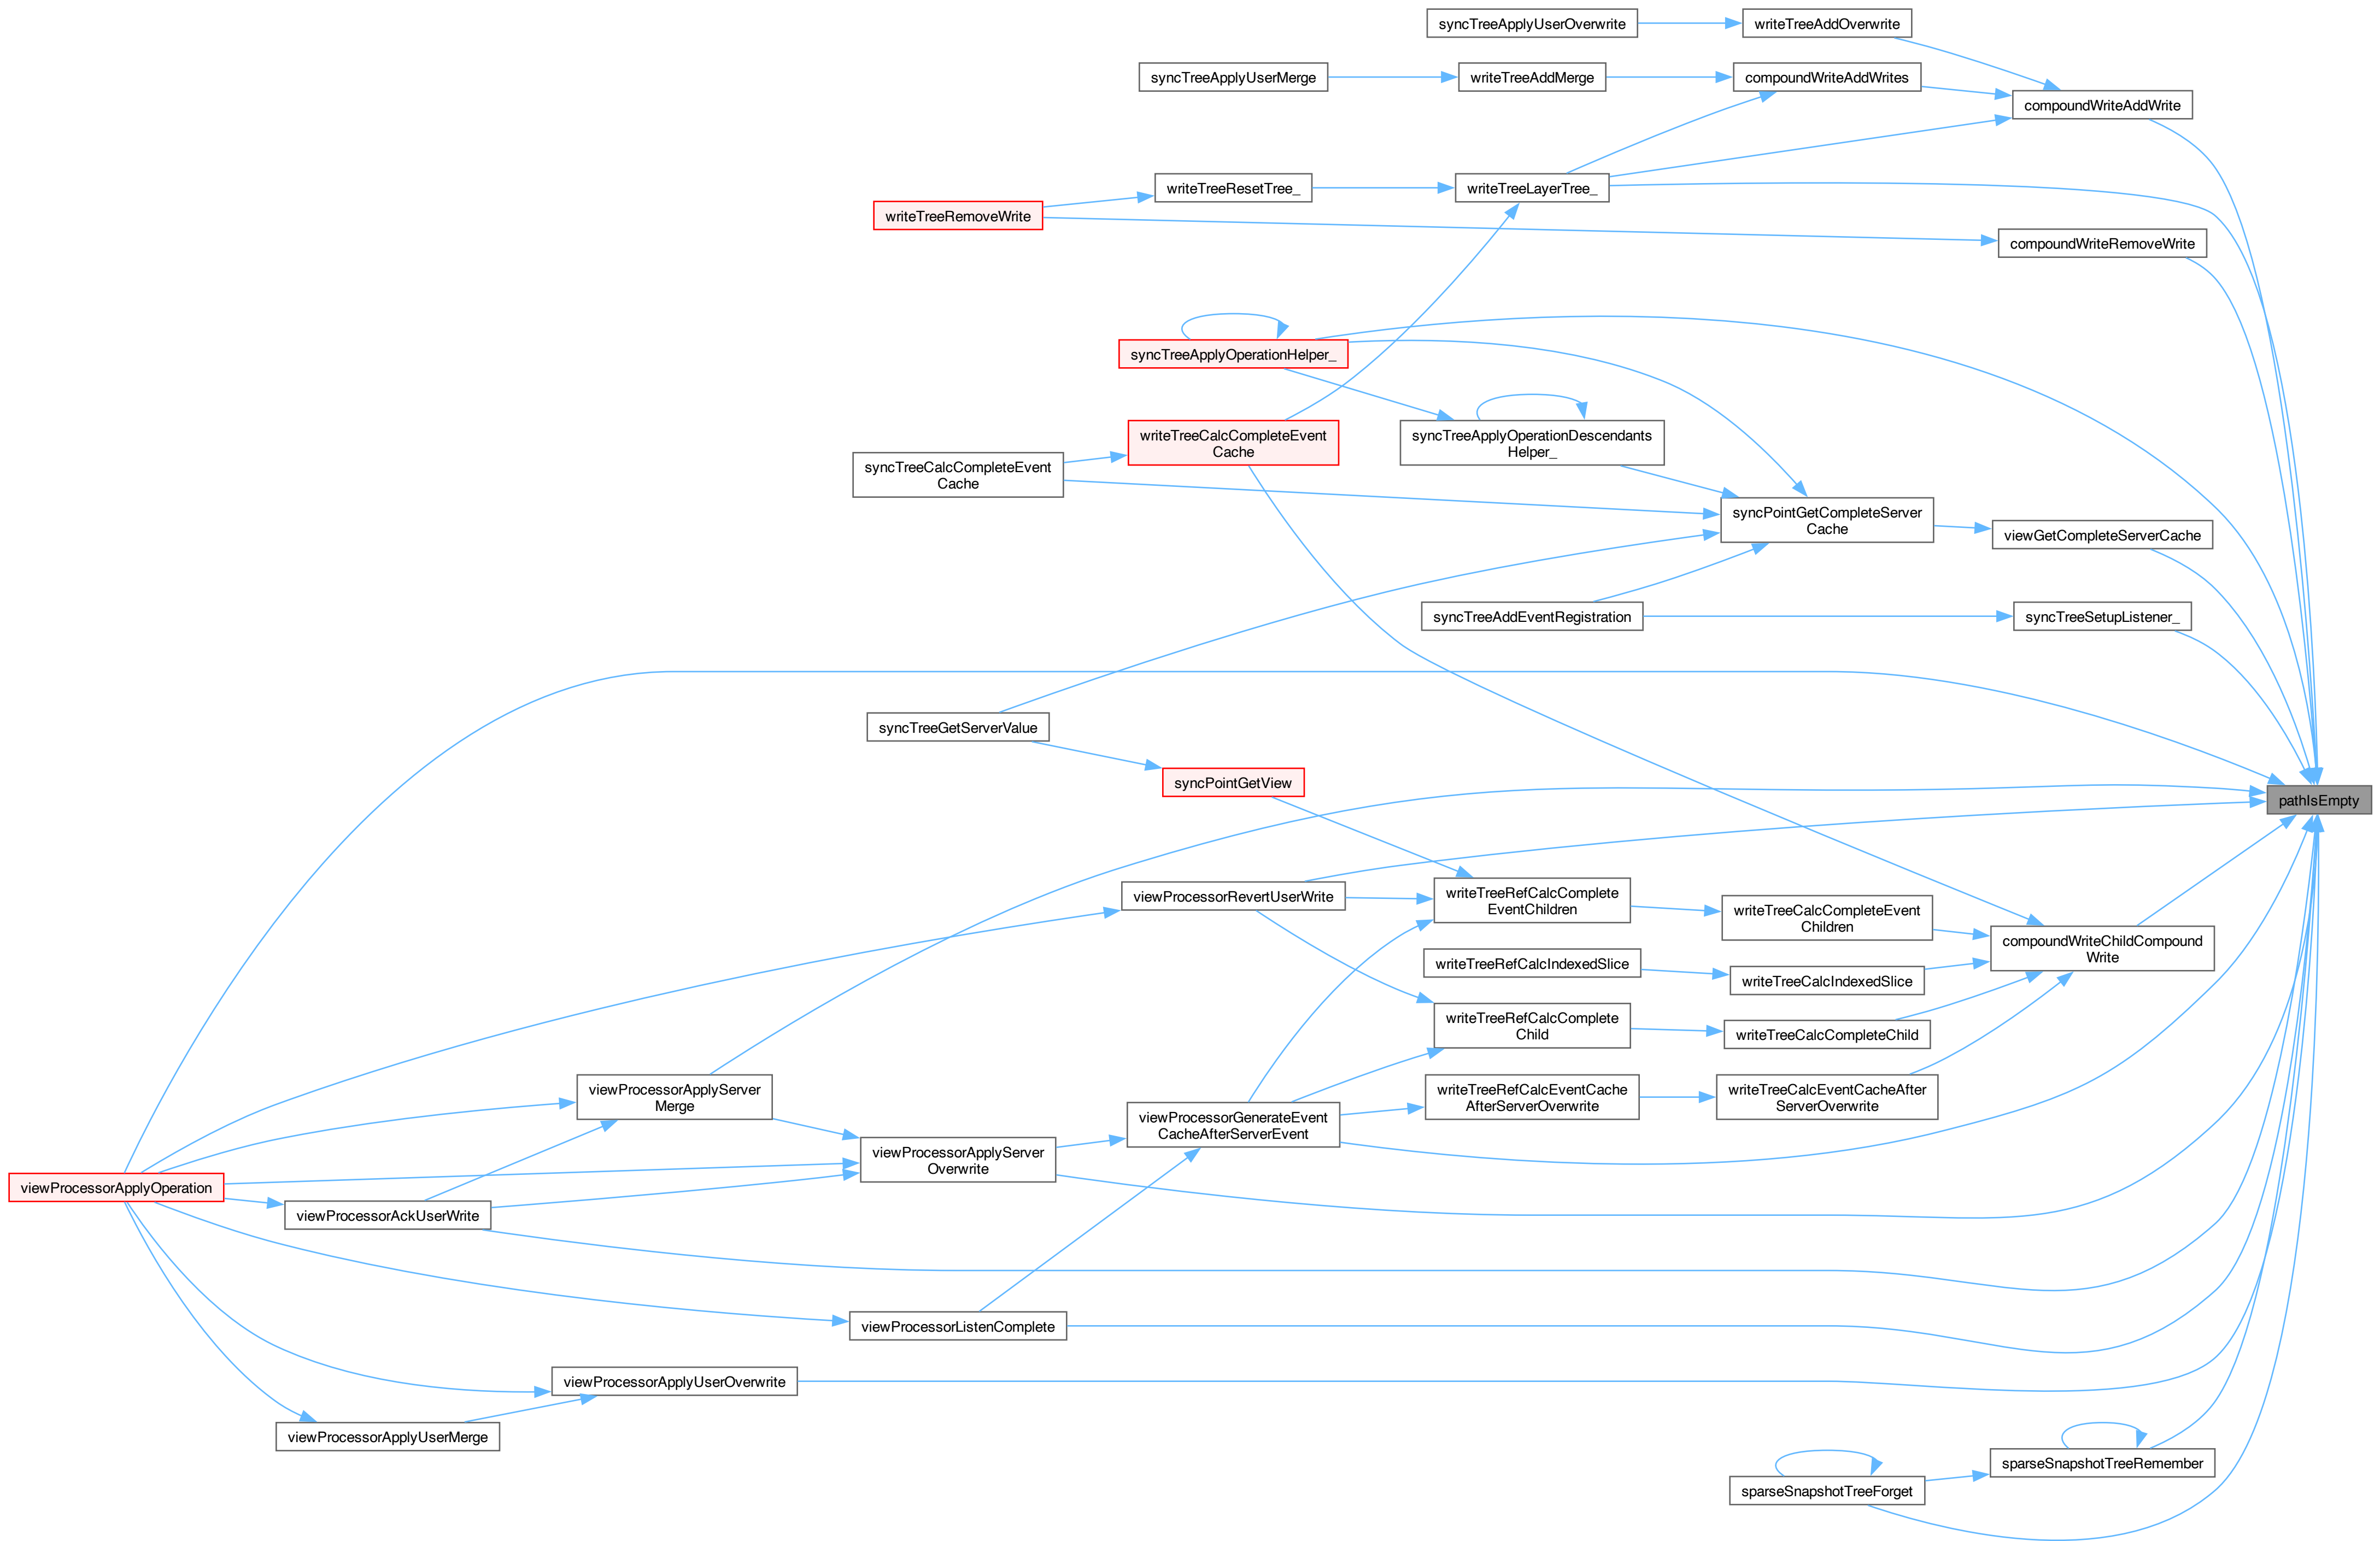 syncTreeApplyUserOverwrite
writeTreeAddOverwrite
syncTreeApplyUserMerge
writeTreeAddMerge
compoundWriteAddWrites
compoundWriteAddWrite
writeTreeResetTree_
writeTreeLayerTree_
writeTreeRemoveWrite
compoundWriteRemoveWrite
syncTreeApplyOperationHelper_
writeTreeCalcCompleteEvent
Cache
syncTreeApplyOperationDescendants
Helper_
syncTreeCalcCompleteEvent
Cache
syncPointGetCompleteServer
Cache
viewGetCompleteServerCache
syncTreeAddEventRegistration
syncTreeSetupListener_
syncTreeGetServerValue
syncPointGetView
pathIsEmpty
viewProcessorRevertUserWrite
writeTreeRefCalcComplete
EventChildren
writeTreeCalcCompleteEvent
Children
compoundWriteChildCompound
Write
writeTreeRefCalcIndexedSlice
writeTreeCalcIndexedSlice
writeTreeRefCalcComplete
Child
writeTreeCalcCompleteChild
viewProcessorApplyServer
Merge
viewProcessorGenerateEvent
CacheAfterServerEvent
writeTreeRefCalcEventCache
AfterServerOverwrite
writeTreeCalcEventCacheAfter
ServerOverwrite
viewProcessorApplyServer
Overwrite
viewProcessorApplyOperation
viewProcessorAckUserWrite
viewProcessorListenComplete
viewProcessorApplyUserOverwrite
viewProcessorApplyUserMerge
sparseSnapshotTreeRemember
sparseSnapshotTreeForget